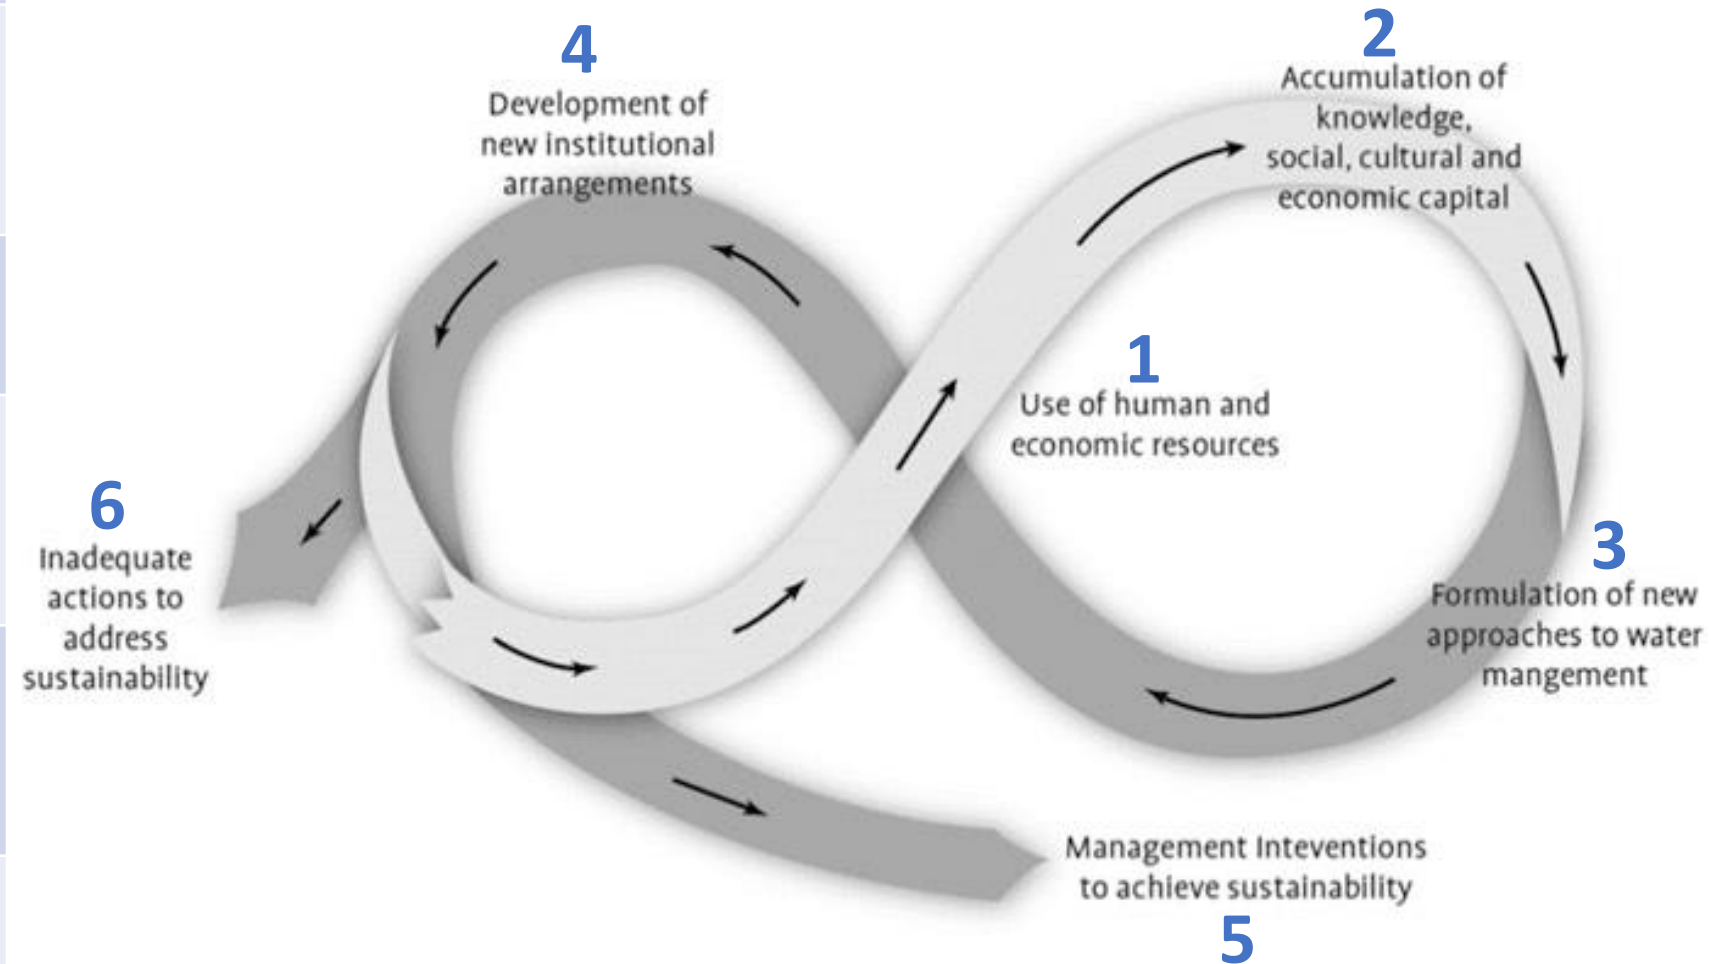 4
Development of
new institutional
arrangements
2
Accumulation of
knowledge,
social, cultural and
economic capital
1
Use of human and
economic resources
6
Inadequate
actions to
address
sustainability
3
Formulation of new
approaches to water
mangement
Management Inteventions
to achieve sustainability
5